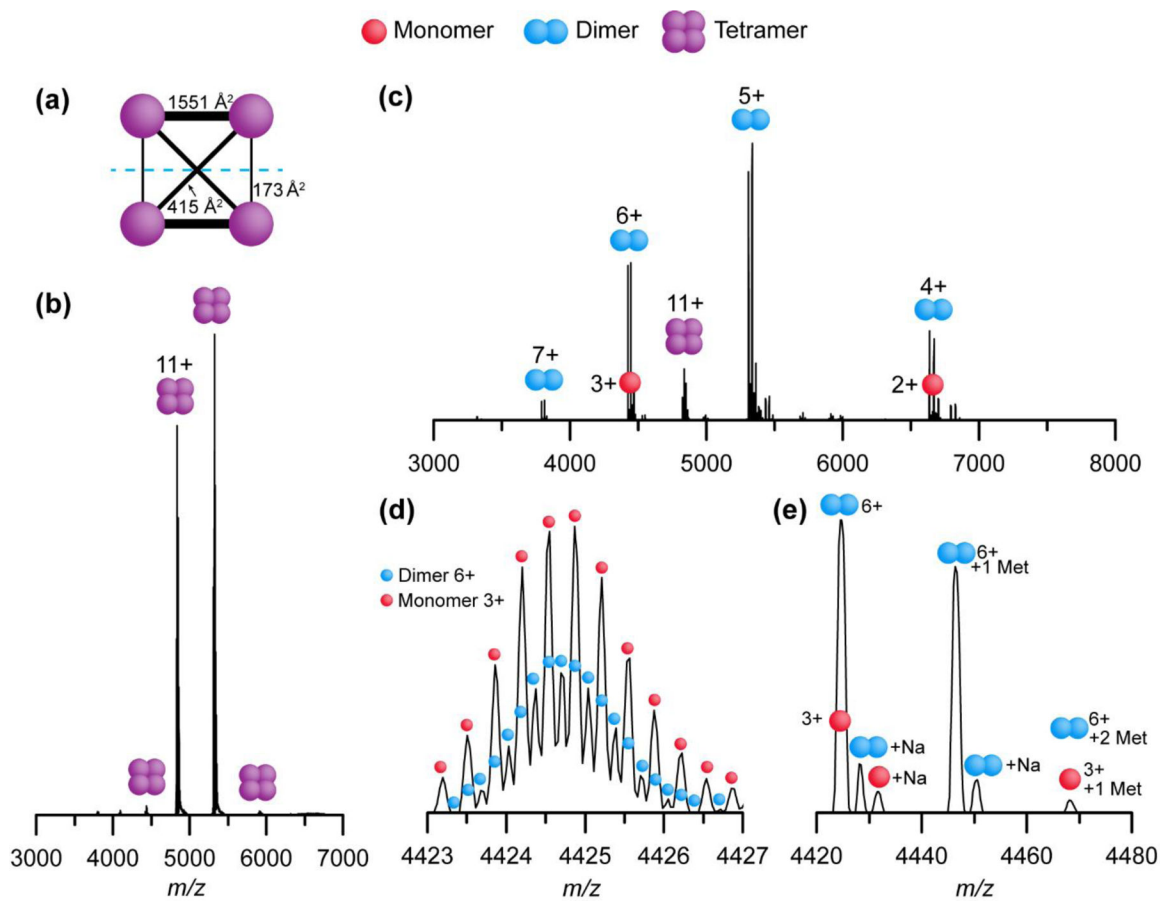 Monomer Dimer Tetramer
(a)
1551 Å²
173 Å²
415 Å²
(b)
11+
3000 4000 5000 6000 7000
m/z
(c)
5+
6+
11+
4+
7+
3+
2+
3000 4000 5000 6000 7000 8000
(d)
Dimer 6+
Monomer 3+
4423 4424 4425 4426 4427
m/z
(e)
6+
6+
+1 Met
3+
+Na
+Na
+Na
6+
+2 Met
3+
+1 Met
4420 4440 4460 4480
m/z